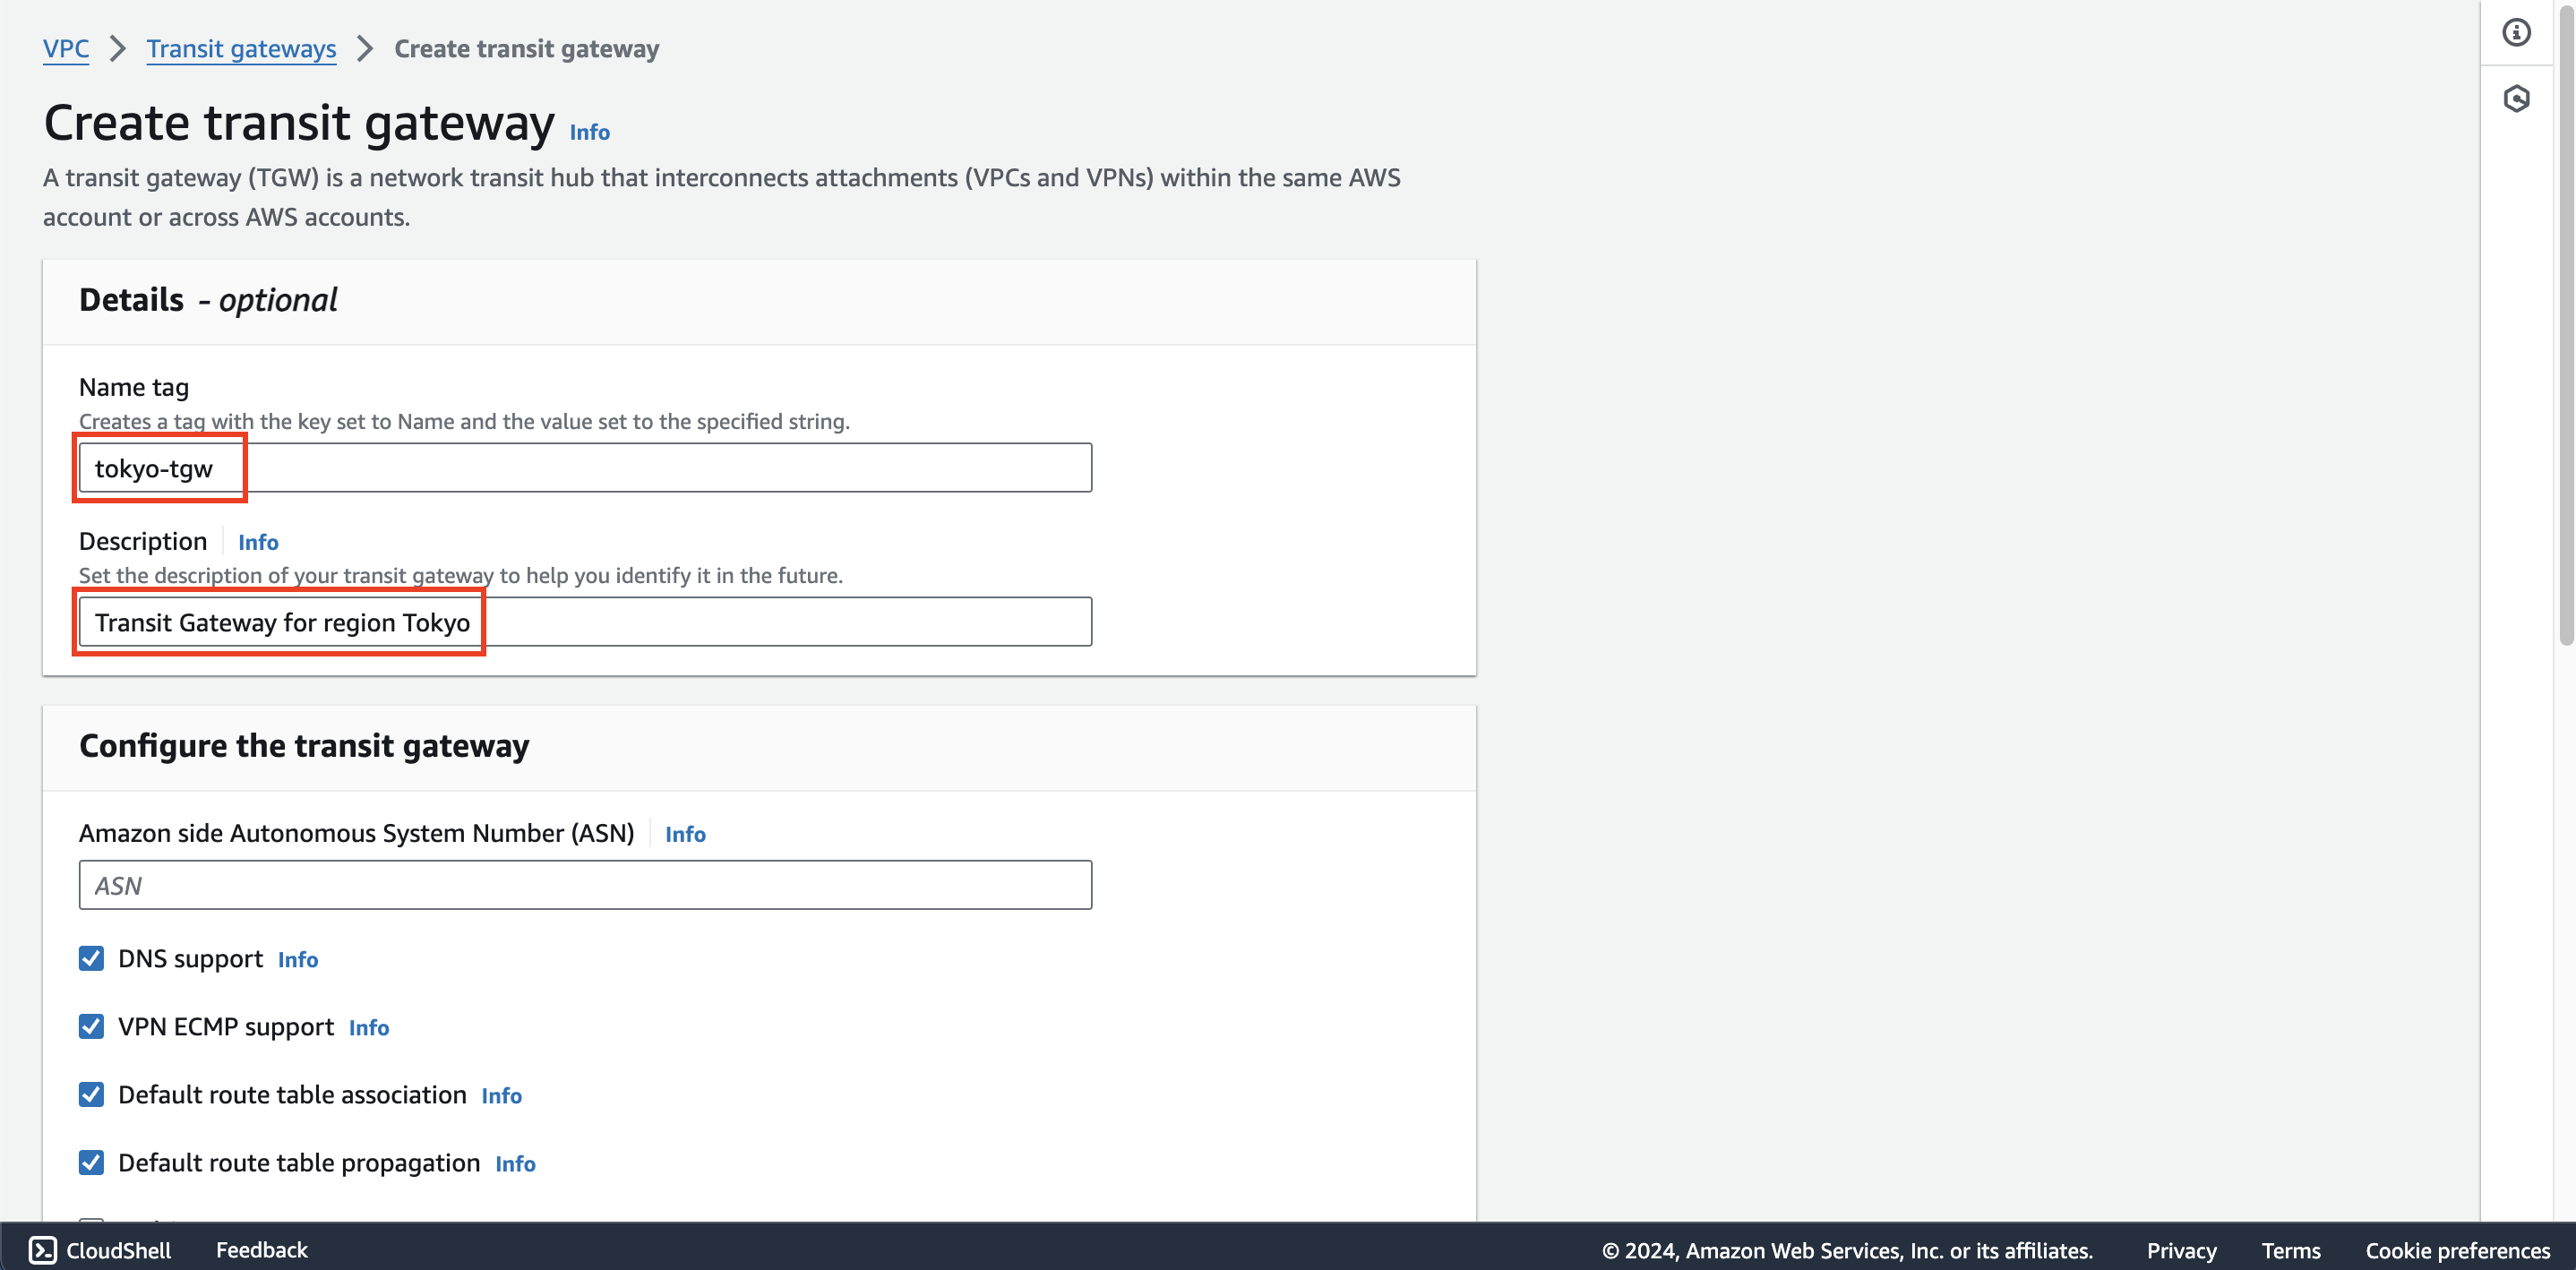 VPC > Transit gateways > Create transit gateway
Create transit gateway Info
A transit gateway (TGW) is a network transit hub that interconnects attachments (VPCs and VPNs) within the same AWS
account or across AWS accounts.
Details - optional
Name tag
Creates a tag with the key set to Name and the value set to the specified string.
tokyo-tgw
Description Info
Set the description of your transit gateway to help you identify it in the future.
Transit Gateway for region Tokyo
Configure the transit gateway
Amazon side Autonomous System Number (ASN) Info
ASN
DNS support Info
VPN ECMP support Info
Default route table association Info
Default route table propagation Info
CloudShell Feedback © 2024, Amazon Web Services, Inc. or its affiliates. Privacy Terms Cookie preferences